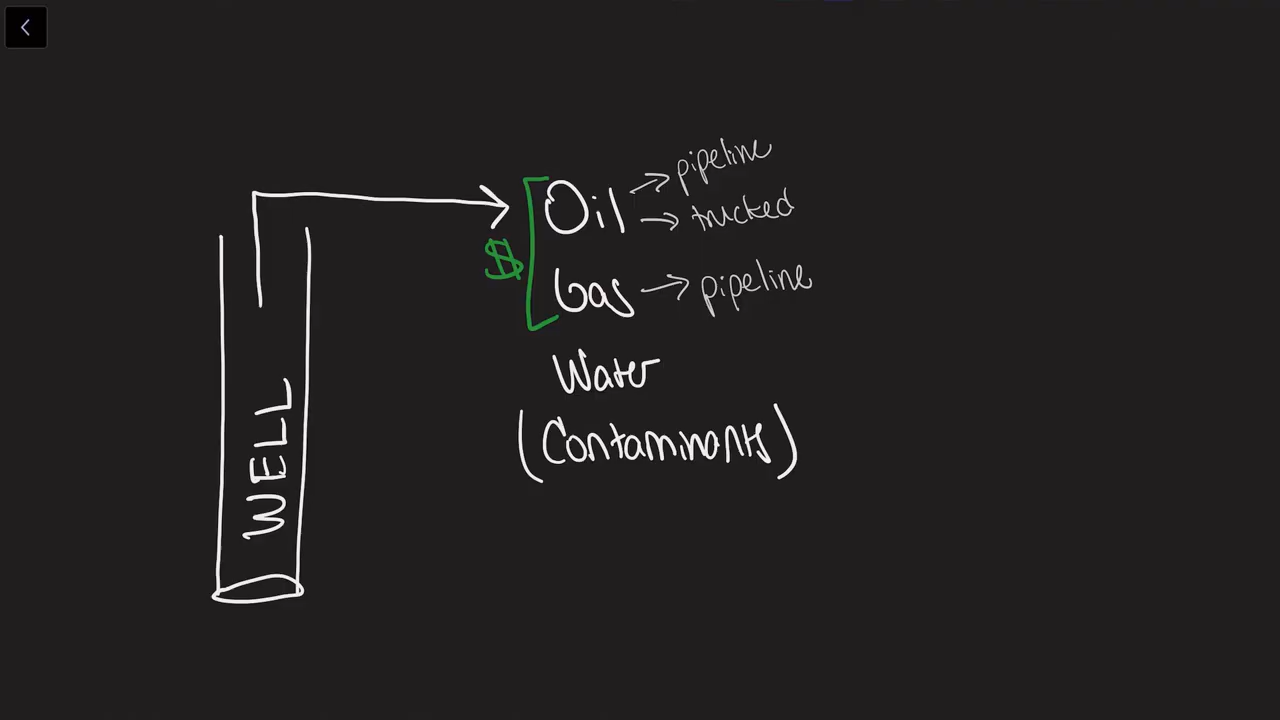 Oil → pipeline
→ trucked
$
Gas → pipeline
Water
(Contaminants)
WELL